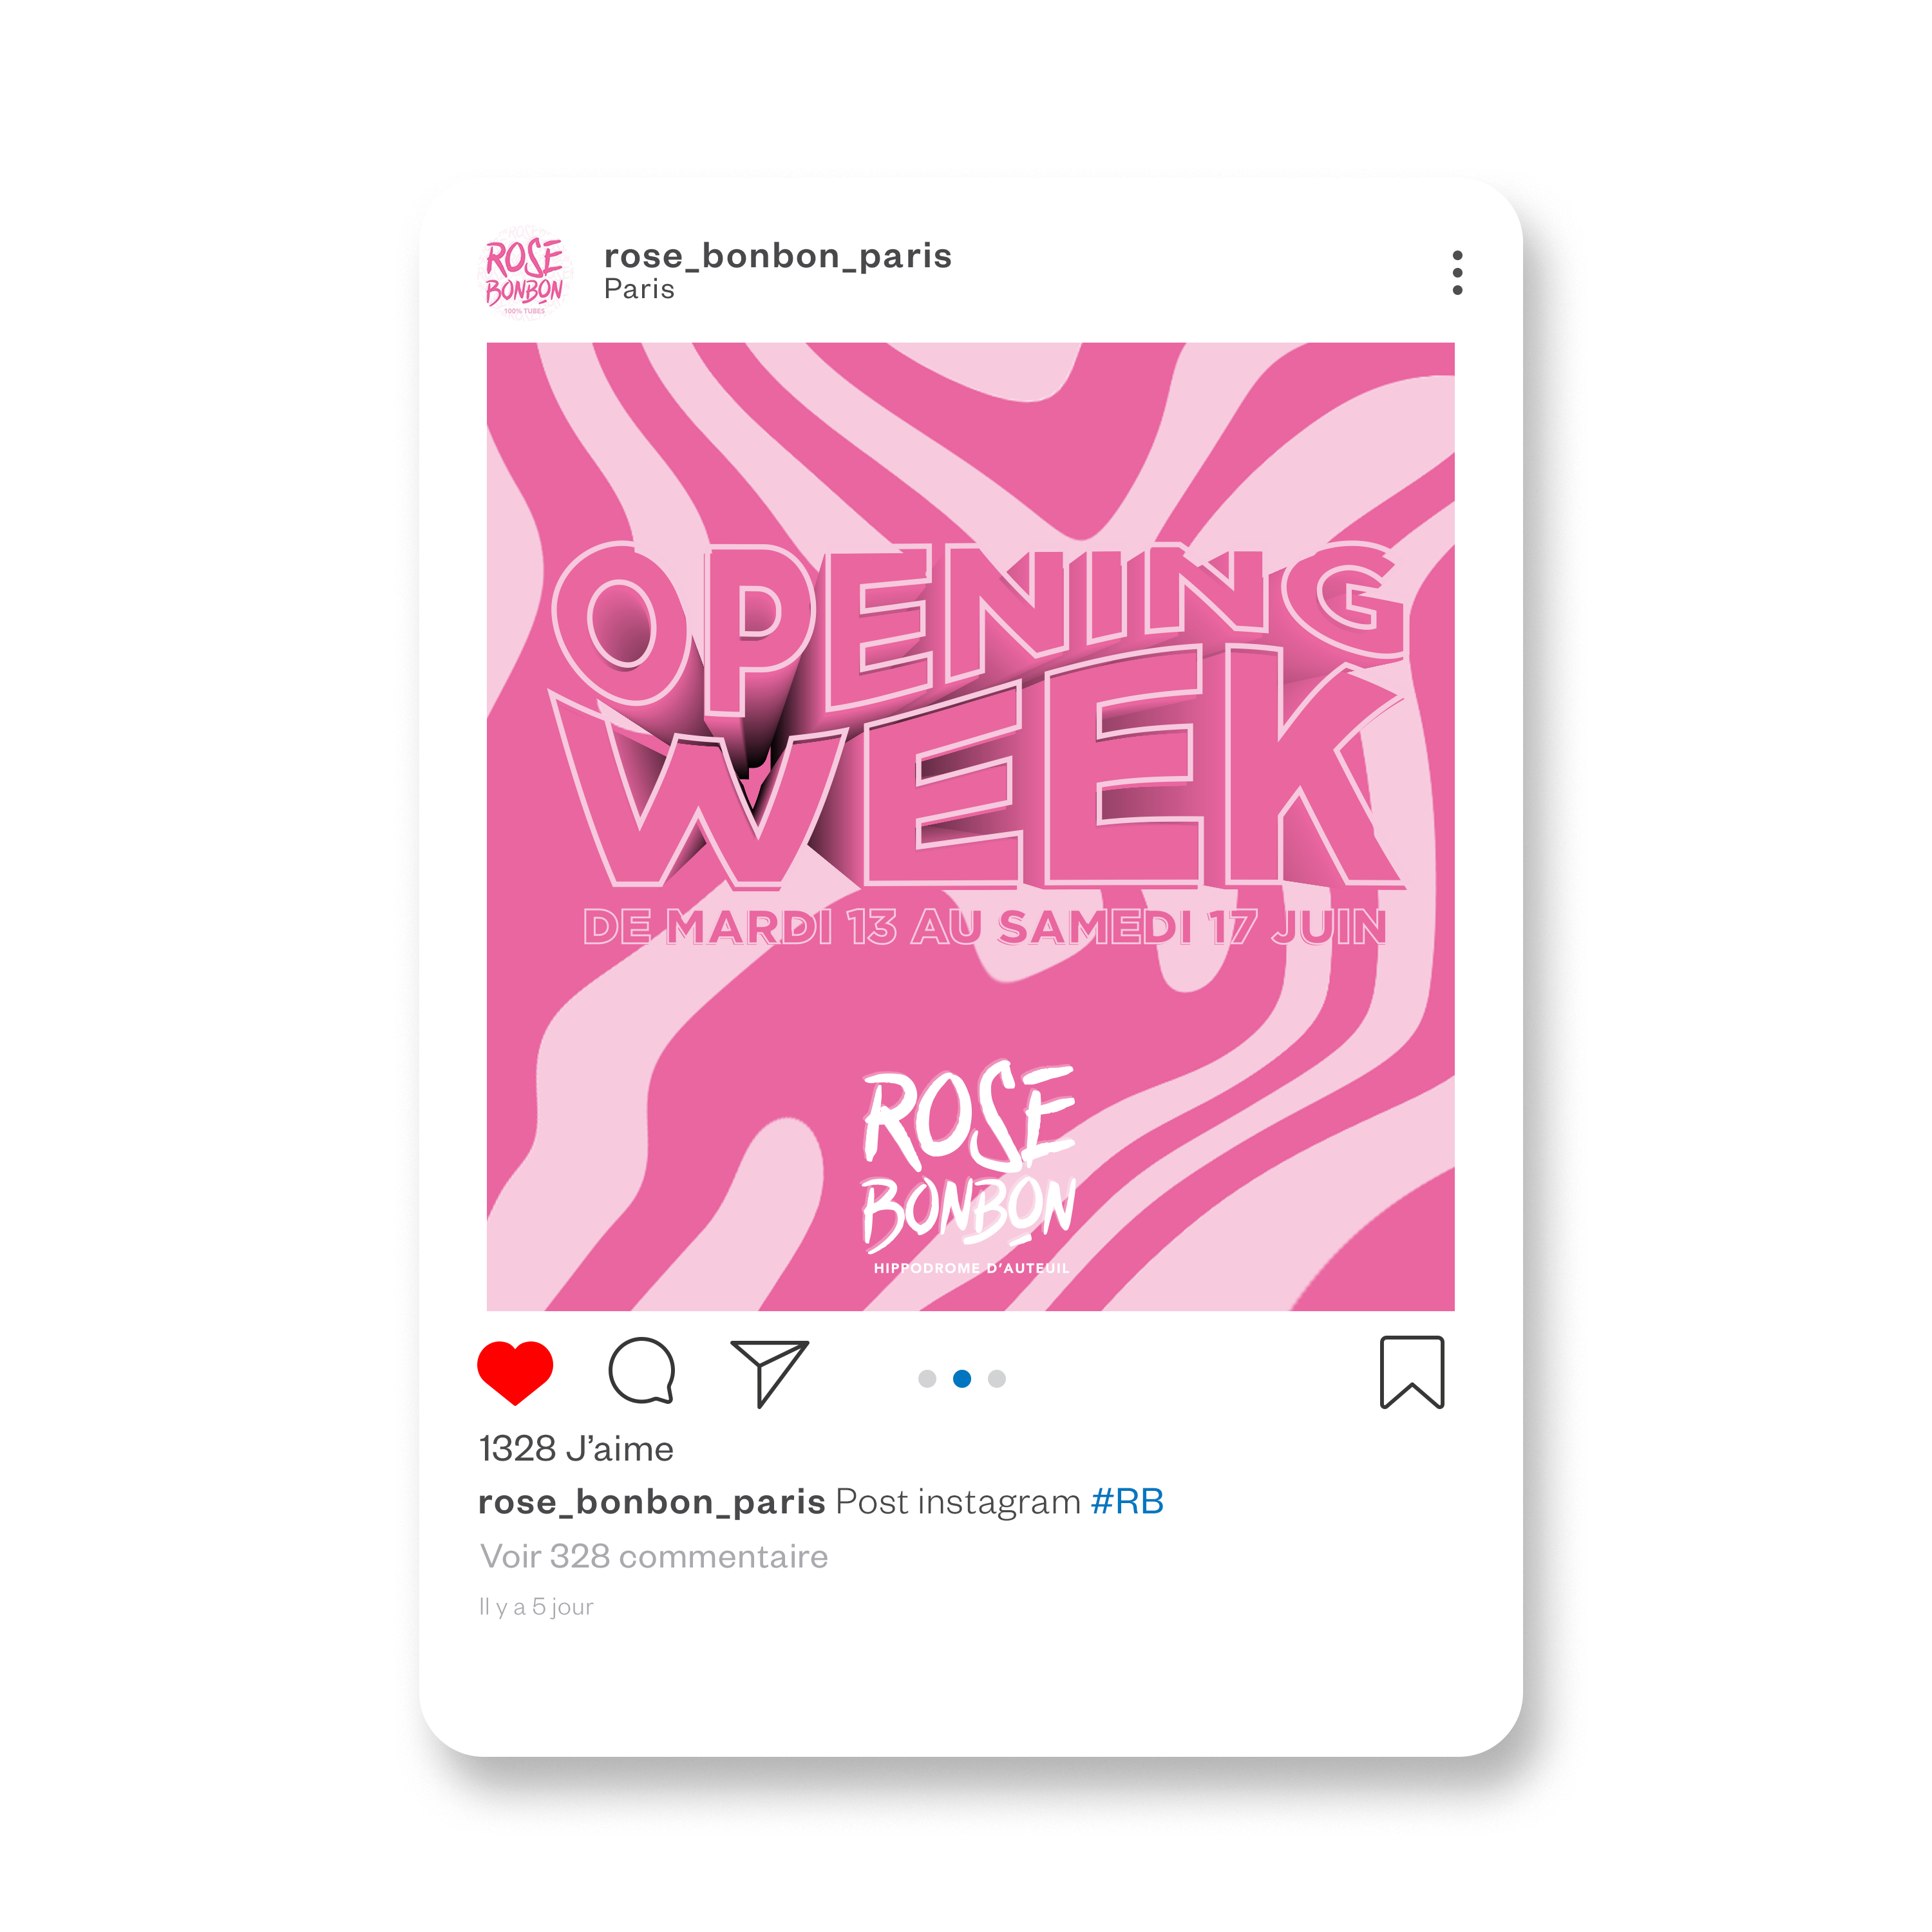 ROSE
BONBON
100% TUBES
rose_bonbon_paris
Paris
OPENING
WEEK
DE MARDI 13 AU SAMEDI 17 JUIN
ROSE
BONBON
HIPPODROME D'AUTEUIL
1328 J'aime
rose_bonbon_paris Post instagram #RB
Voir 328 commentaire
Il y a 5 jour